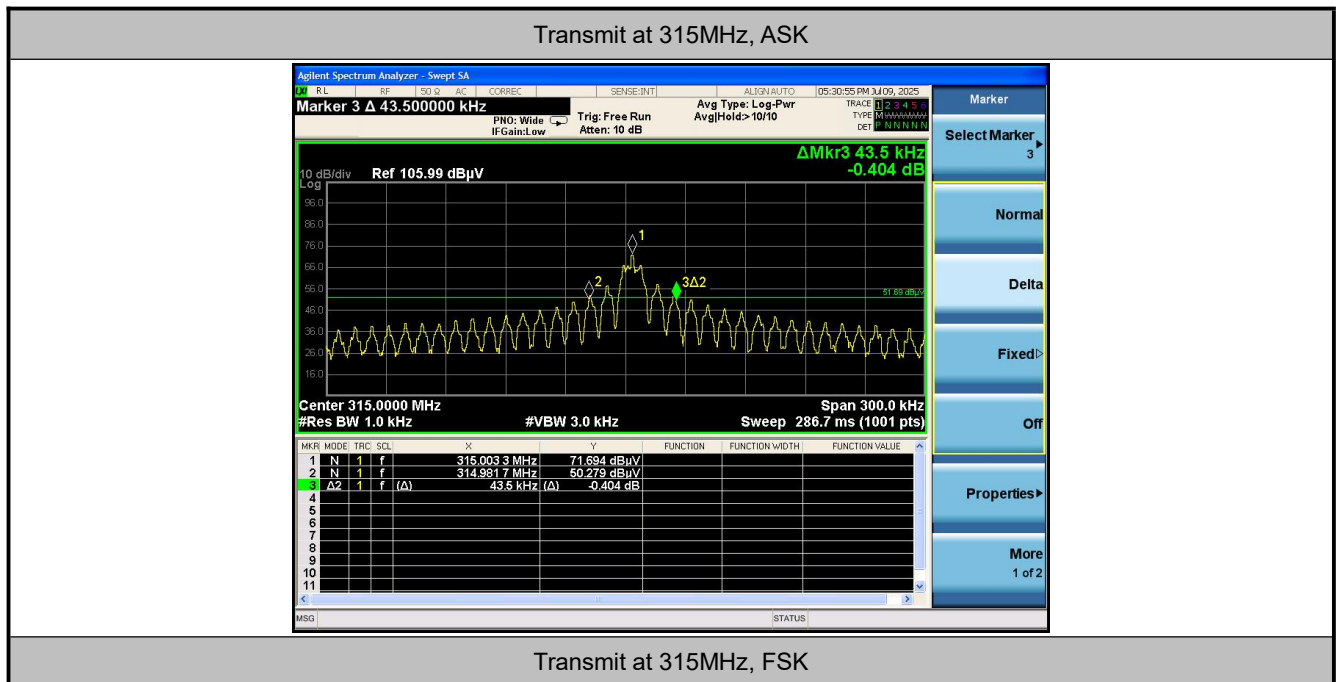 Transmit at 315MHz, ASK
Agilent Spectrum Analyzer - Swept SA
LXI RL RF 50 Ω AC CORREC SENSE:INT ALIGN AUTO 05:30:55 PM Jul 09, 2025
Marker 3 Δ 43.500000 kHz
PNO: Wide
IFGain:Low
Trig: Free Run
Atten: 10 dB
Avg Type: Log-Pwr
Avg|Hold:>10/10
TRACE 1 2 3 4 5 6
TYPE M
DET P N N N N N
ΔMkr3 43.5 kHz
-0.404 dB
10 dB/div Ref 105.99 dBµV
Log
96.0
86.0
76.0
66.0
56.0
46.0
36.0
26.0
16.0
1
2
3Δ2
51.69 dBµV
Center 315.0000 MHz Span 300.0 kHz
#Res BW 1.0 kHz #VBW 3.0 kHz Sweep 286.7 ms (1001 pts)
MKR MODE TRC SCL X Y FUNCTION FUNCTION WIDTH FUNCTION VALUE
1 N 1 f 315.003 3 MHz 71.694 dBµV
2 N 1 f 314.981 7 MHz 50.279 dBµV
3 Δ2 1 f (Δ) 43.5 kHz (Δ) -0.404 dB
4
5
6
7
8
9
10
11
MSG STATUS
Marker
Select Marker
3
Normal
Delta
Fixed
Off
Properties
More
1 of 2
Transmit at 315MHz, FSK